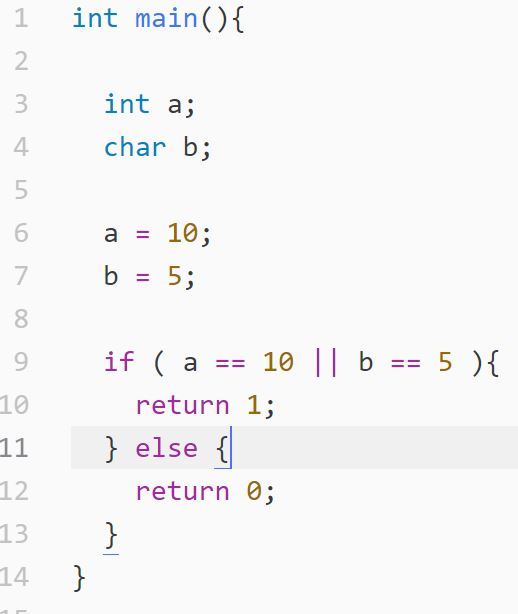 1 int main(){
2
3   int a;
4   char b;
5
6   a = 10;
7   b = 5;
8
9   if ( a == 10 || b == 5 ){
10     return 1;
11   } else {
12     return 0;
13   }
14 }